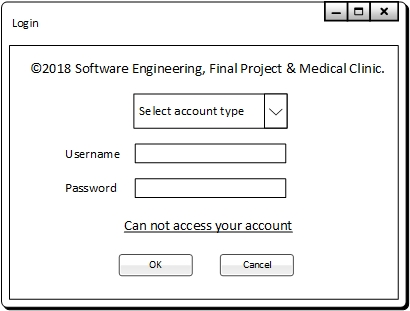 Login
©2018 Software Engineering, Final Project & Medical Clinic.
Select account type
Username
Password
Can not access your account
OK Cancel